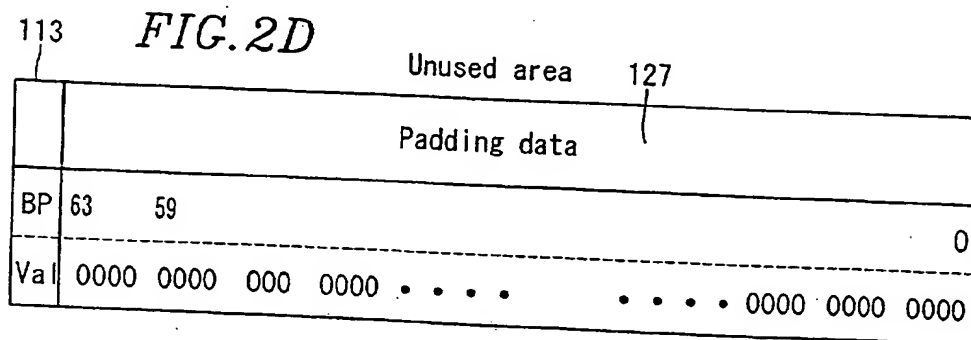 113 FIG.2D
Unused area 127
Padding data
BP 63 59 0
Val 0000 0000 000 0000 • • • • • • • • 0000 0000 0000